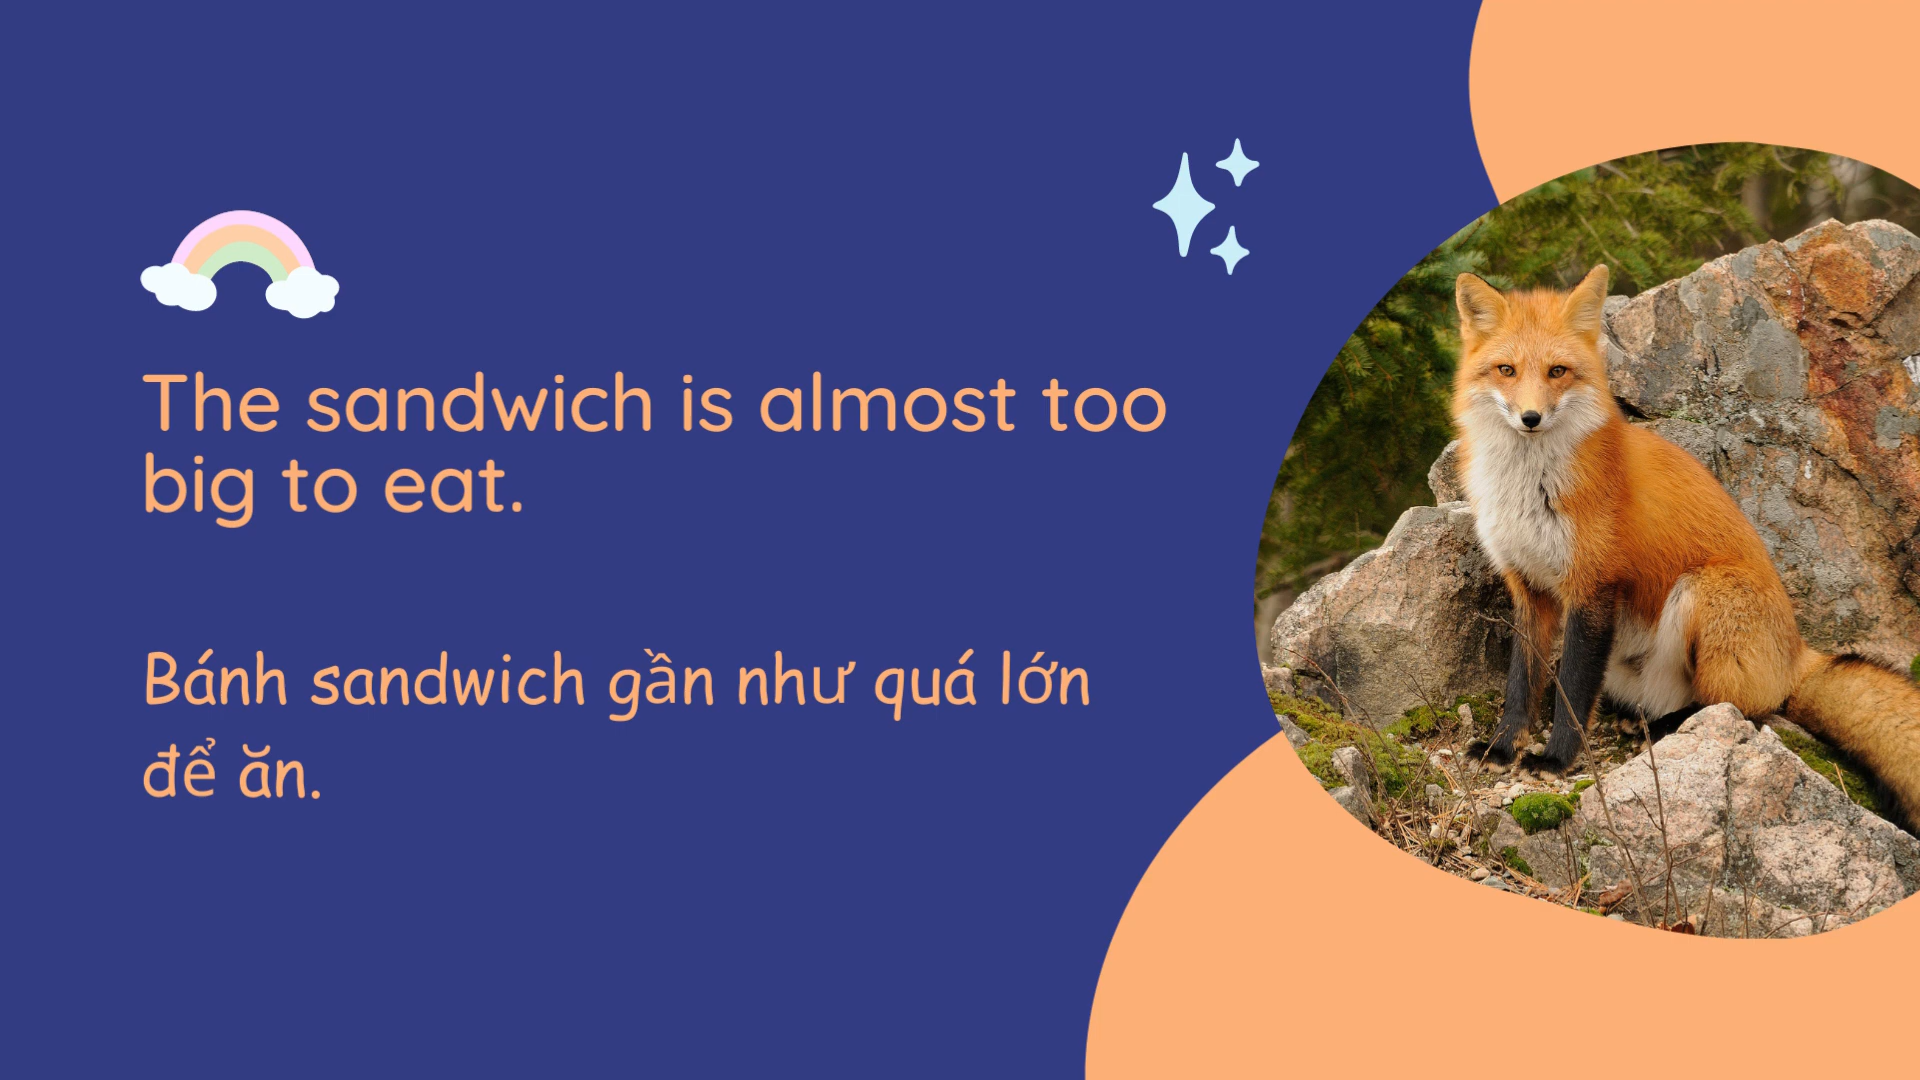 The sandwich is almost too
big to eat.
Bánh sandwich gần như quá lớn
để ăn.